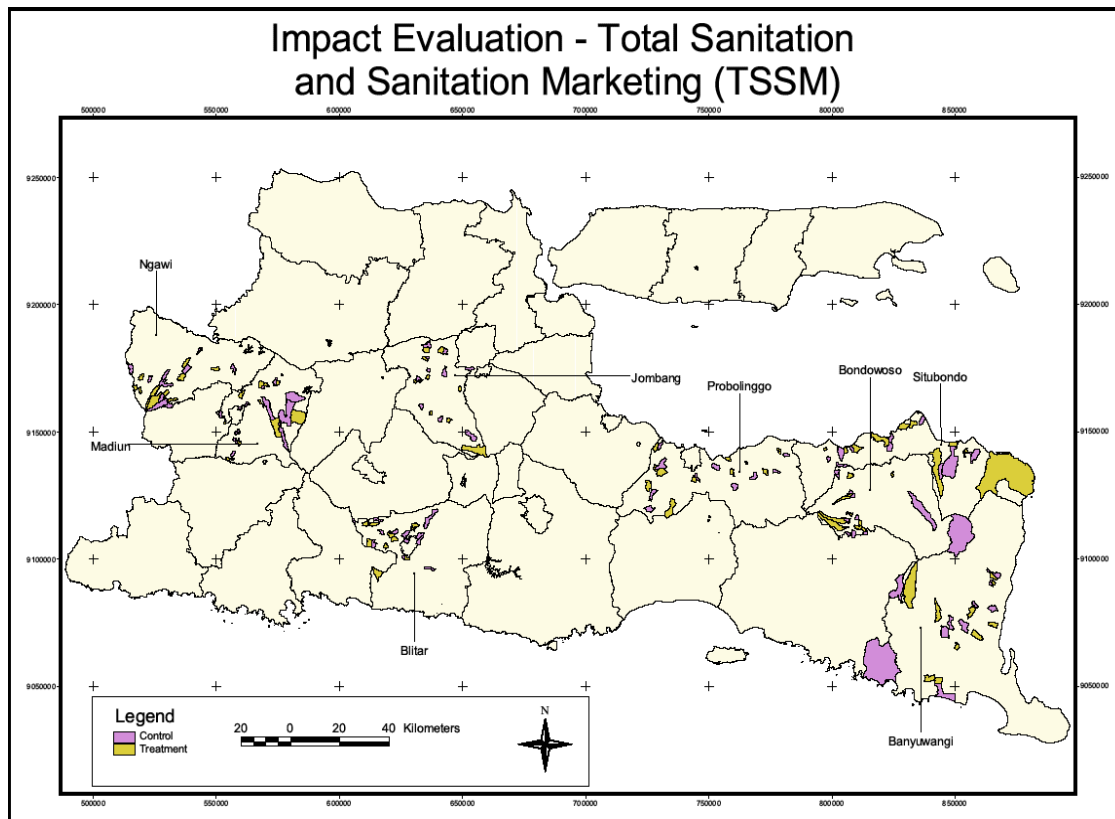 Impact Evaluation - Total Sanitation
and Sanitation Marketing (TSSM)
500000 550000 600000 650000 700000 750000 800000 850000
9250000 9250000
Ngawi
9200000 9200000
Jombang
Probolinggo
Bondowoso
Situbondo
Madiun
9150000 9150000
9100000 9100000
Blitar
9050000 9050000
Banyuwangi
Legend
Control
Treatment
20 0 20 40 Kilometers
N
500000 550000 600000 650000 700000 750000 800000 850000